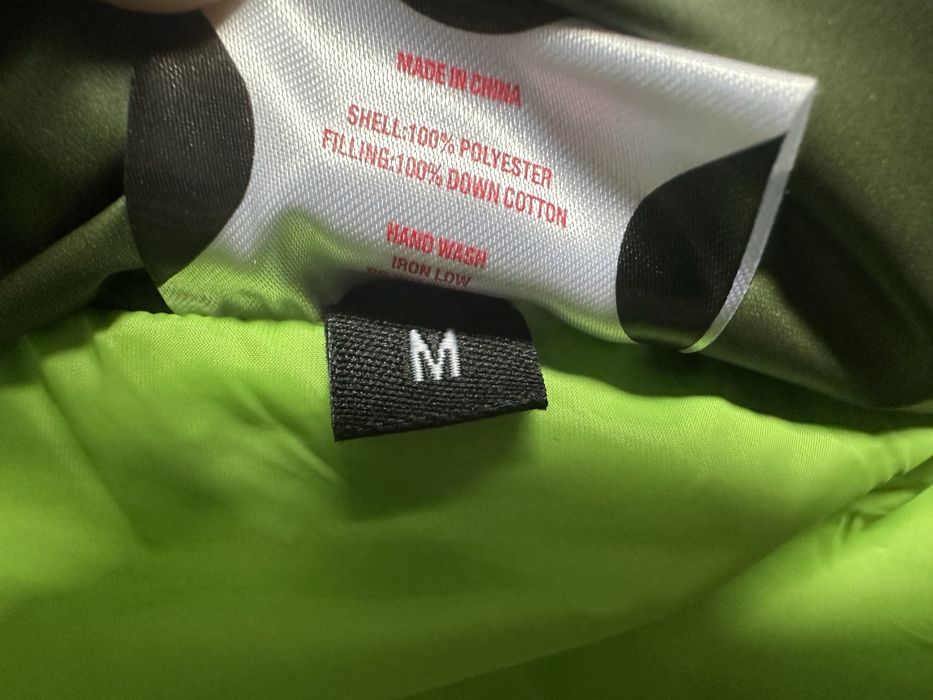 MADE IN CHINA
SHELL:100% POLYESTER
FILLING:100% DOWN COTTON
HAND WASH
IRON LOW
M